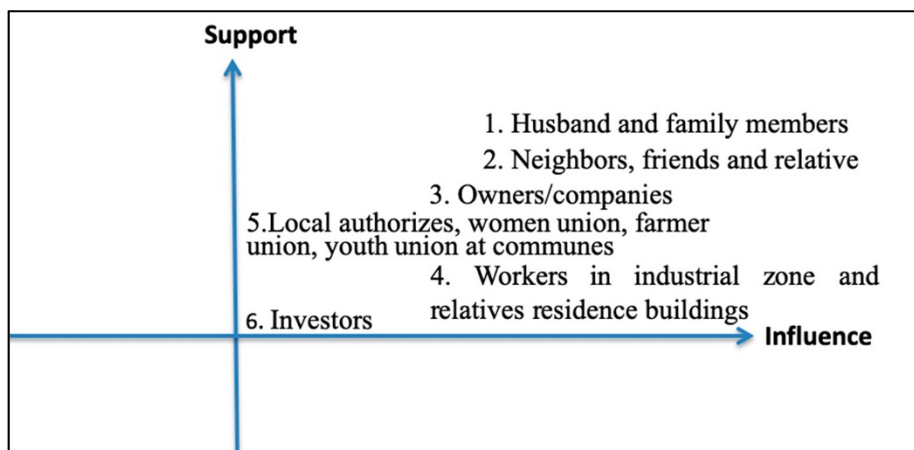 Support
1. Husband and family members
2. Neighbors, friends and relative
3. Owners/companies
5.Local authorizes, women union, farmer
union, youth union at communes
4. Workers in industrial zone and
relatives residence buildings
6. Investors
Influence